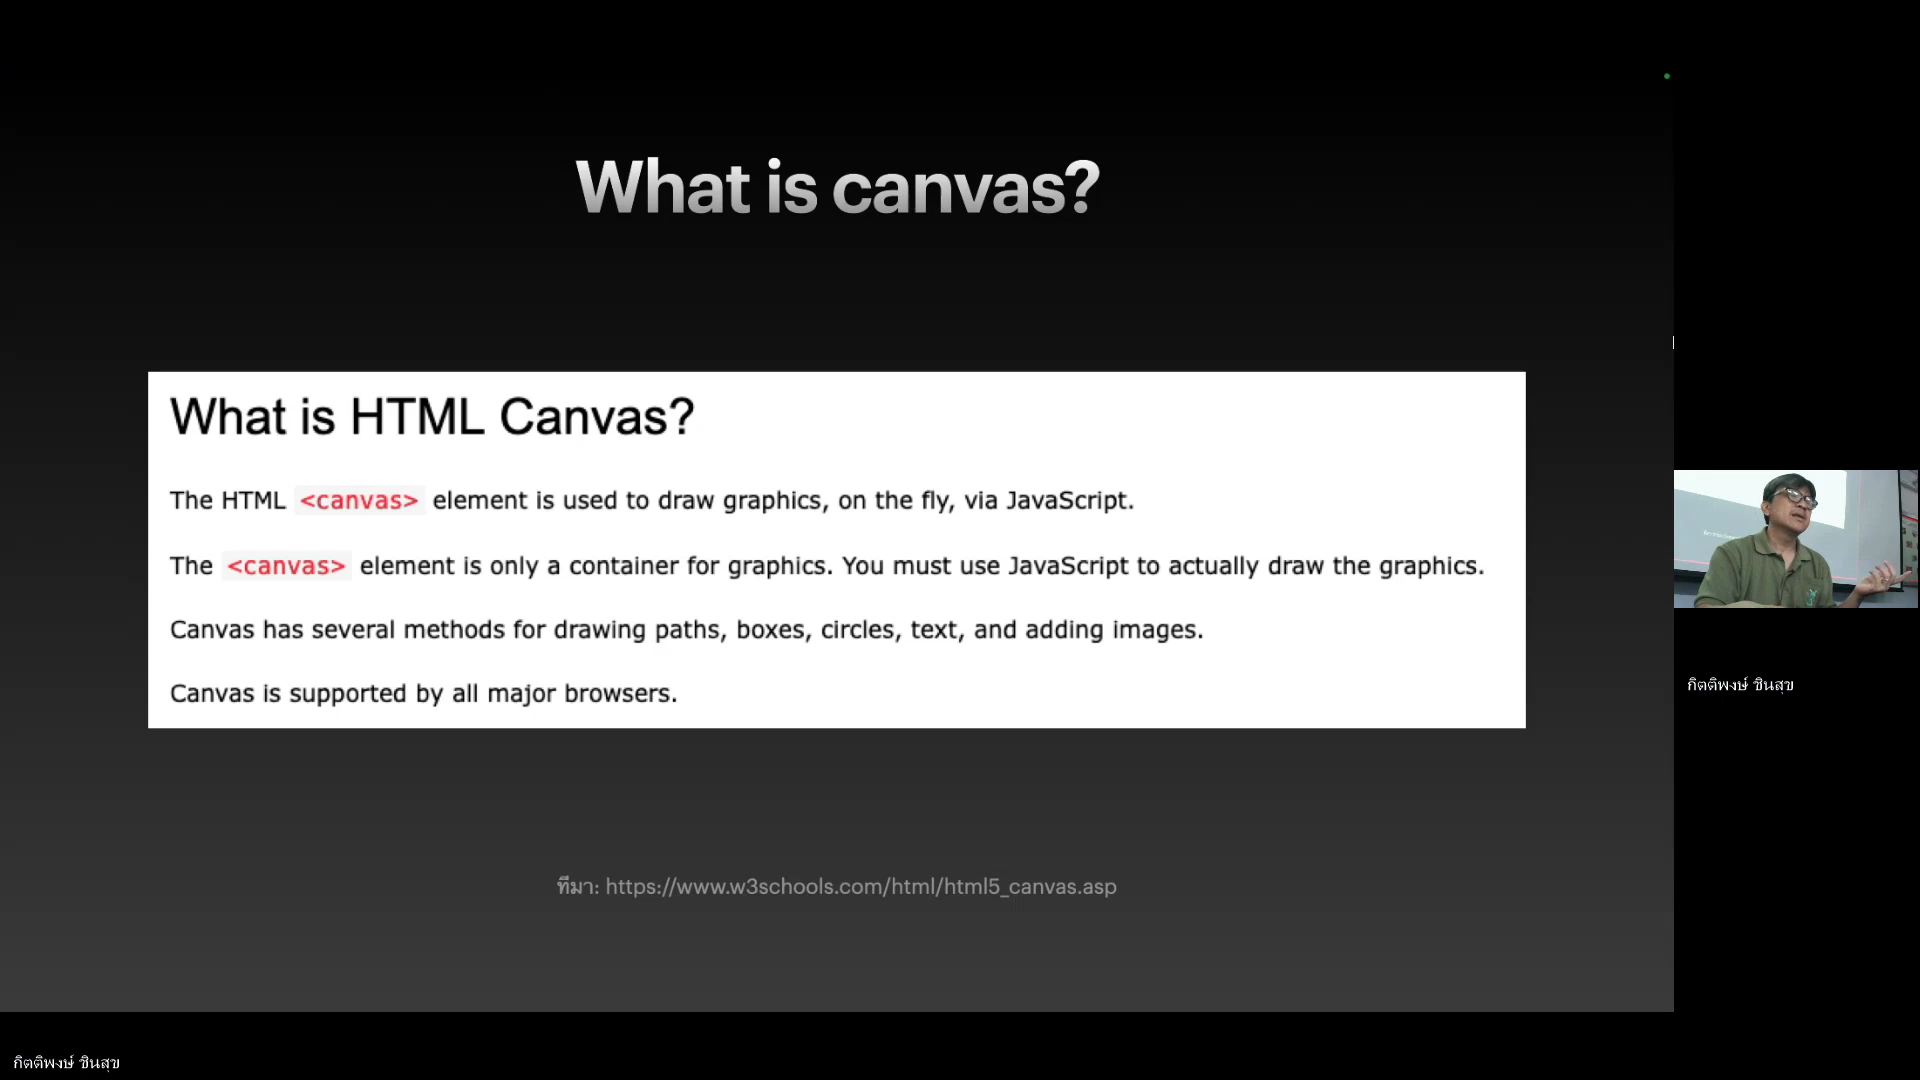 What is canvas?
What is HTML Canvas?
The HTML <canvas> element is used to draw graphics, on the fly, via JavaScript.
The <canvas> element is only a container for graphics. You must use JavaScript to actually draw the graphics.
Canvas has several methods for drawing paths, boxes, circles, text, and adding images.
Canvas is supported by all major browsers.
ที่มา: https://www.w3schools.com/html/html5_canvas.asp
กิตติพงษ์ ชินสุข
กิตติพงษ์ ชินสุข